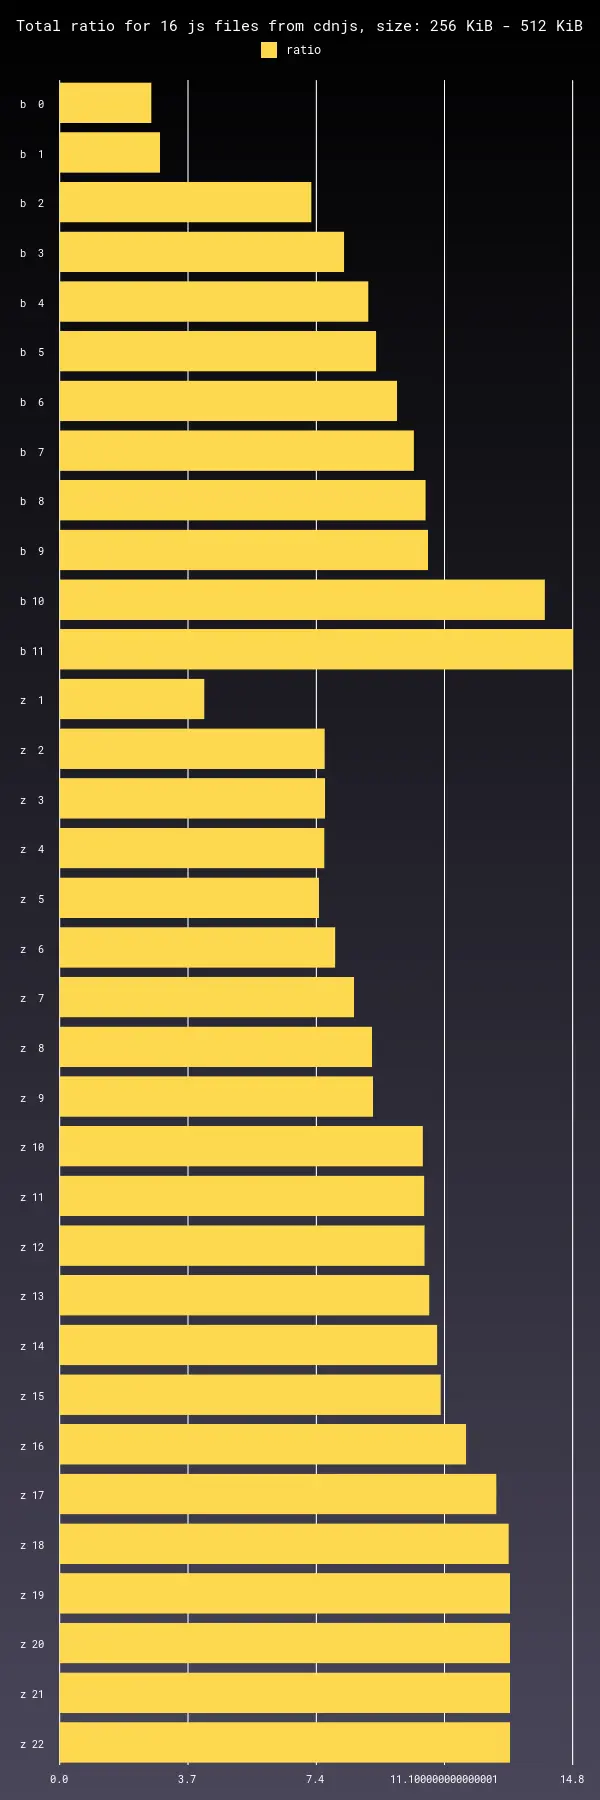 Total ratio for 16 js files from cdnjs, size: 256 KiB - 512 KiB
ratio
b 0
b 1
b 2
b 3
b 4
b 5
b 6
b 7
b 8
b 9
b 10
b 11
z 1
z 2
z 3
z 4
z 5
z 6
z 7
z 8
z 9
z 10
z 11
z 12
z 13
z 14
z 15
z 16
z 17
z 18
z 19
z 20
z 21
z 22
0.0 3.7 7.4 11.100000000000001 14.8